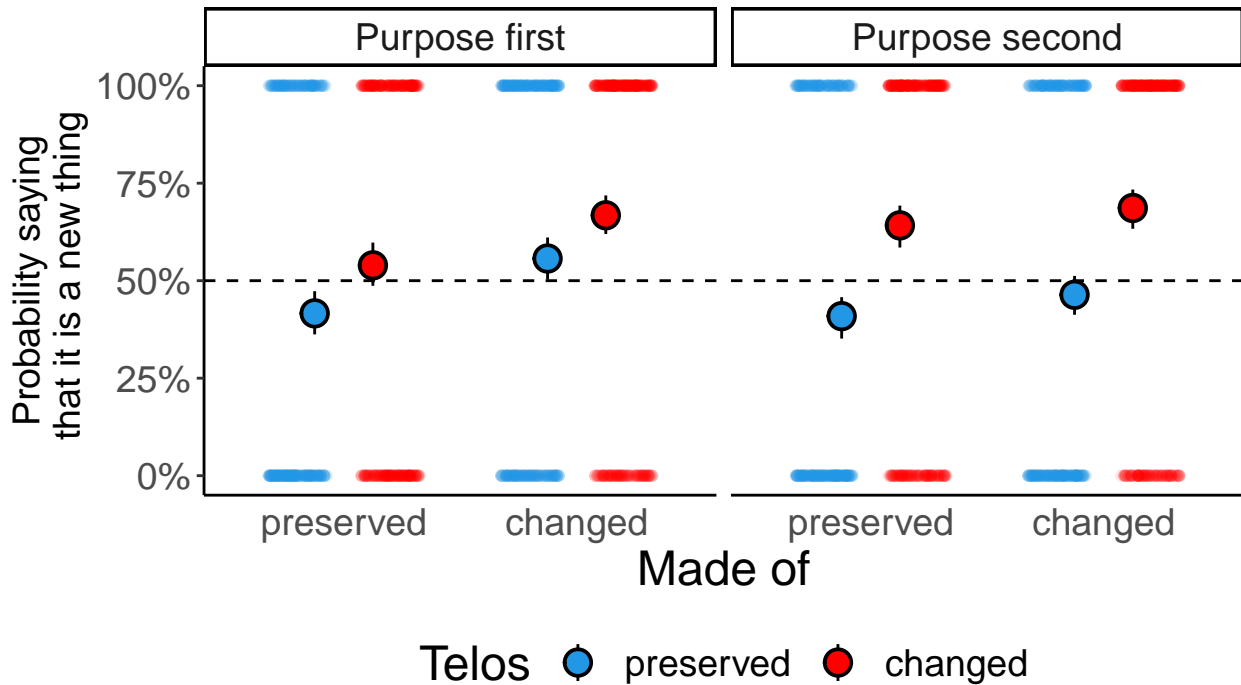 Purpose first
Purpose second
Probability saying
that it is a new thing
100%
75%
50%
25%
0%
preserved
changed
preserved
changed
Made of
Telos preserved changed